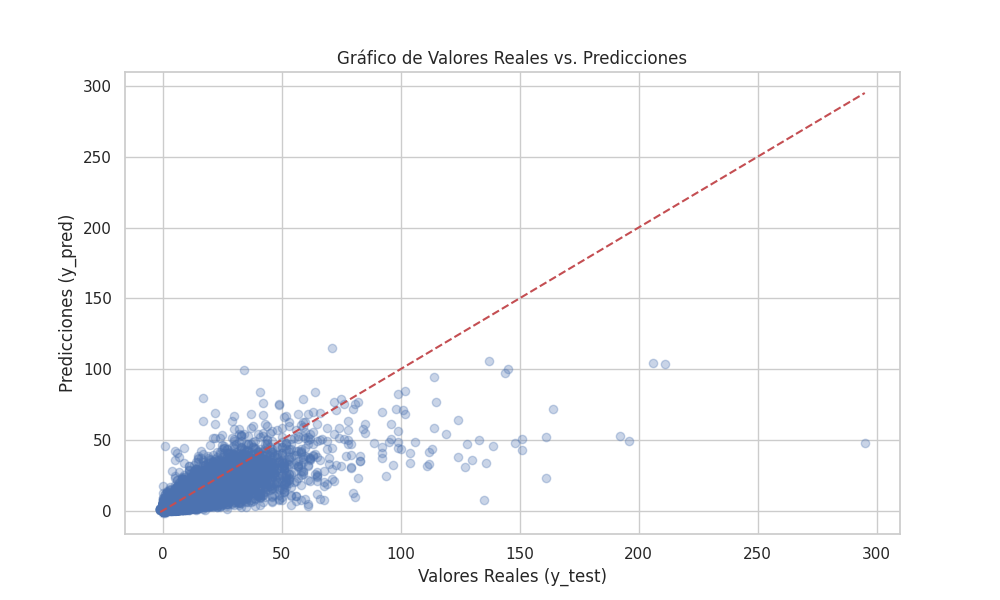 Gráfico de Valores Reales vs. Predicciones
300
250
200
150
100
50
0
Predicciones (y_pred)
0 50 100 150 200 250 300
Valores Reales (y_test)